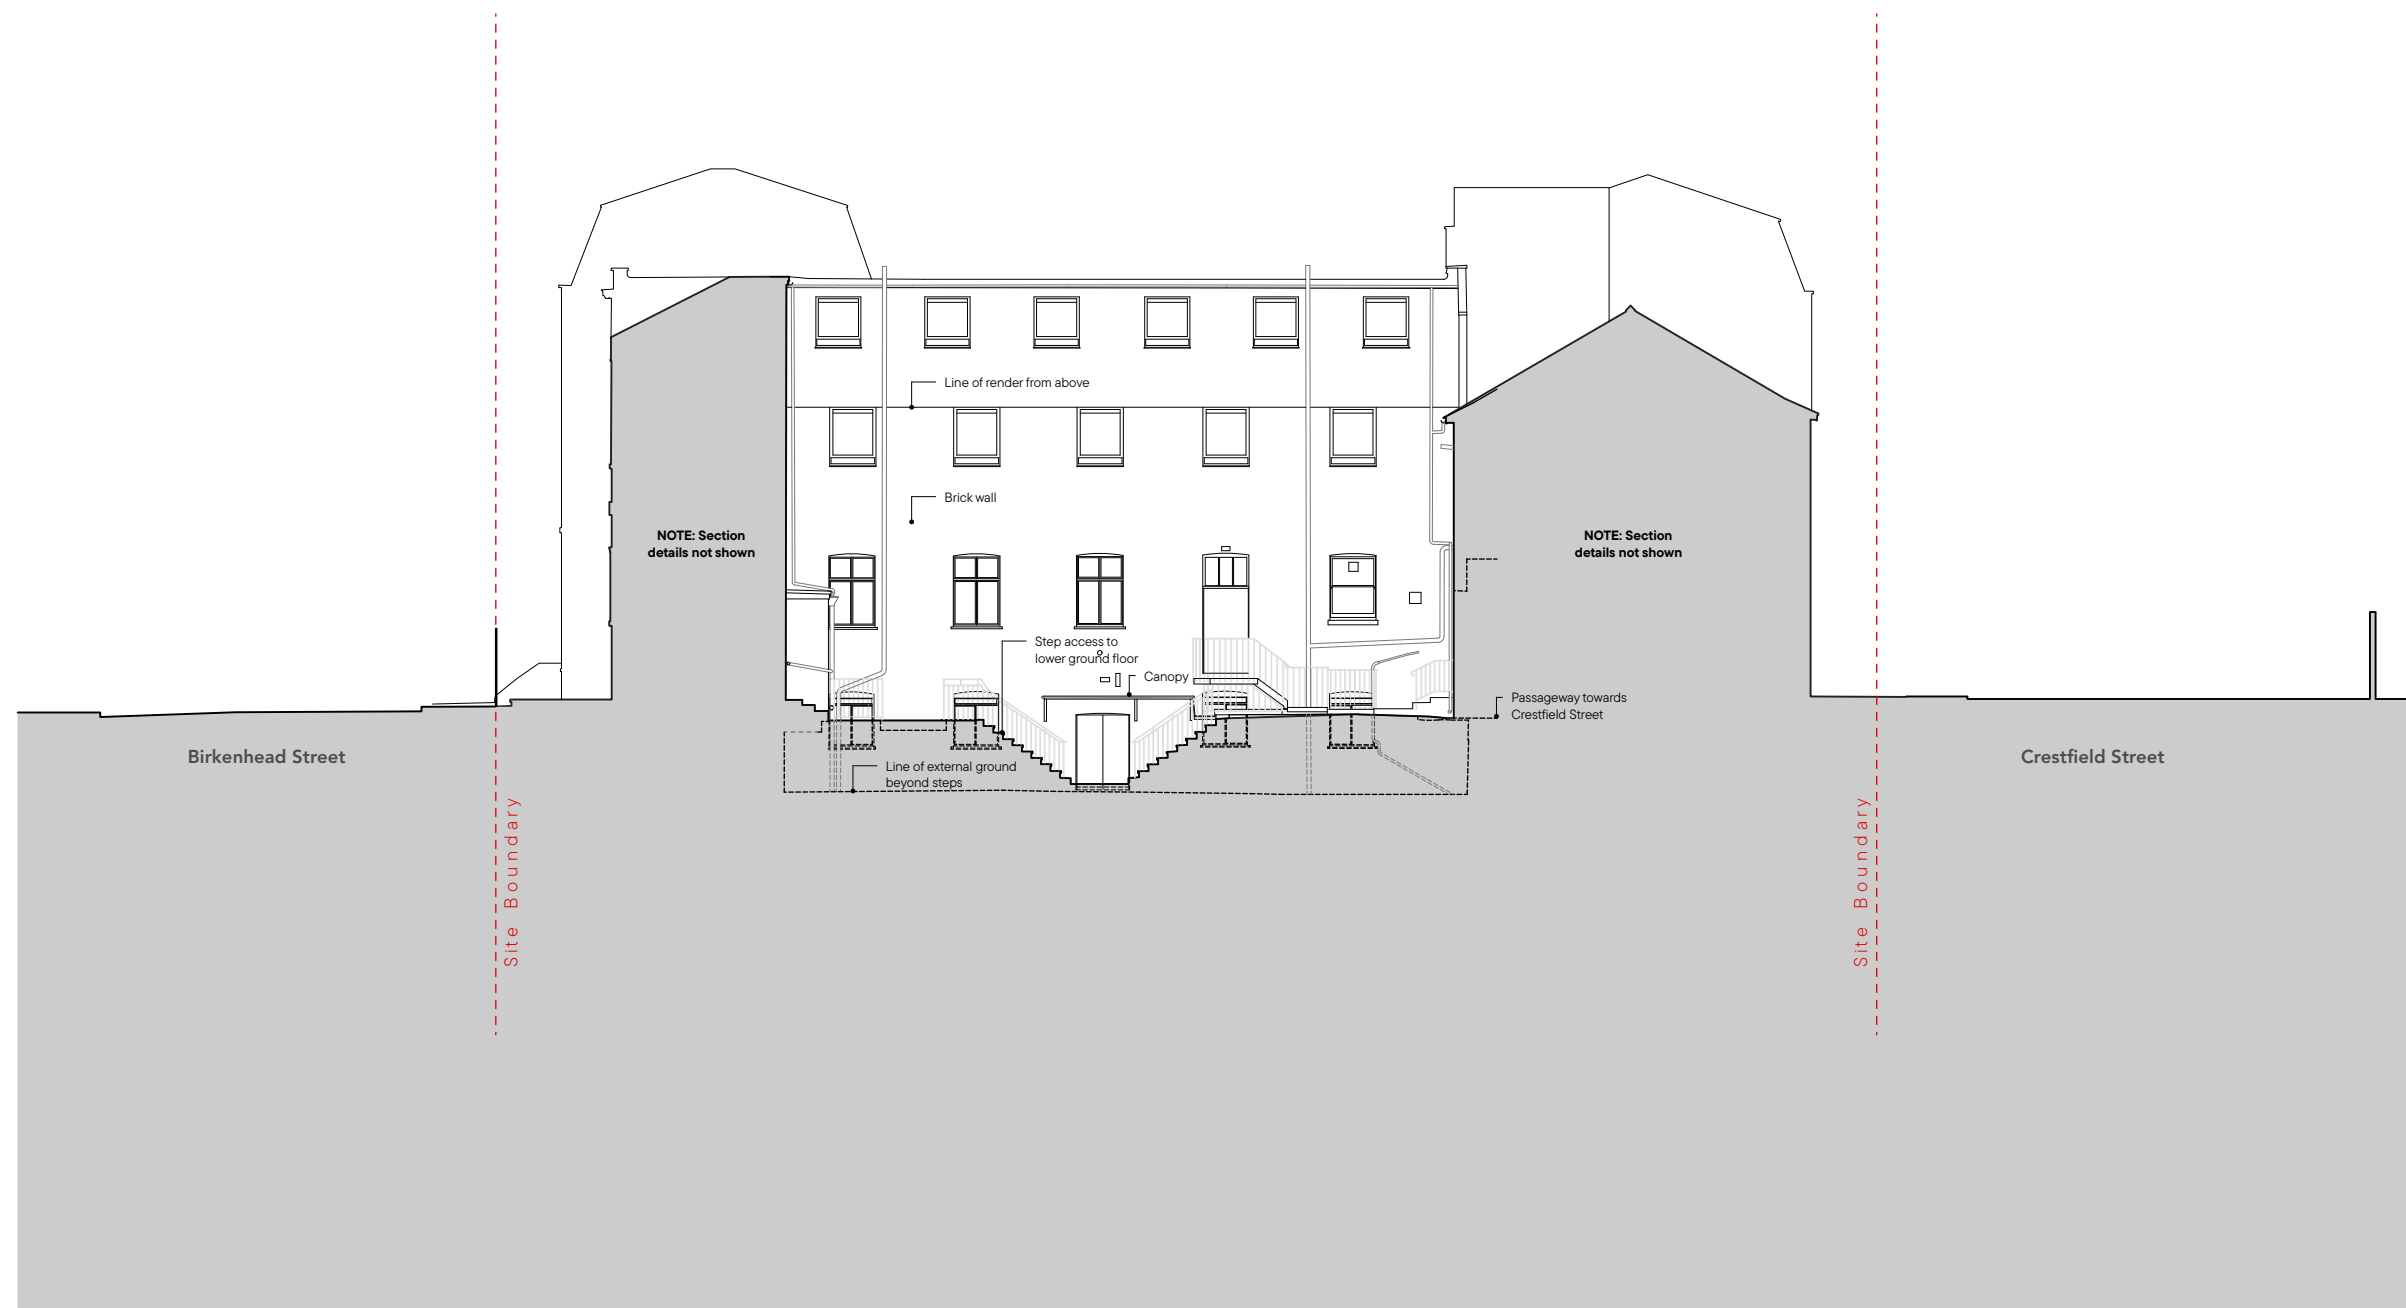 Line of render from above
Brick wall
NOTE: Section
details not shown
NOTE: Section
details not shown
Step access to
lower ground floor
Canopy
Passageway towards
Crestfield Street
Birkenhead Street
Crestfield Street
Line of external ground
beyond steps
Site Boundary
Site Boundary